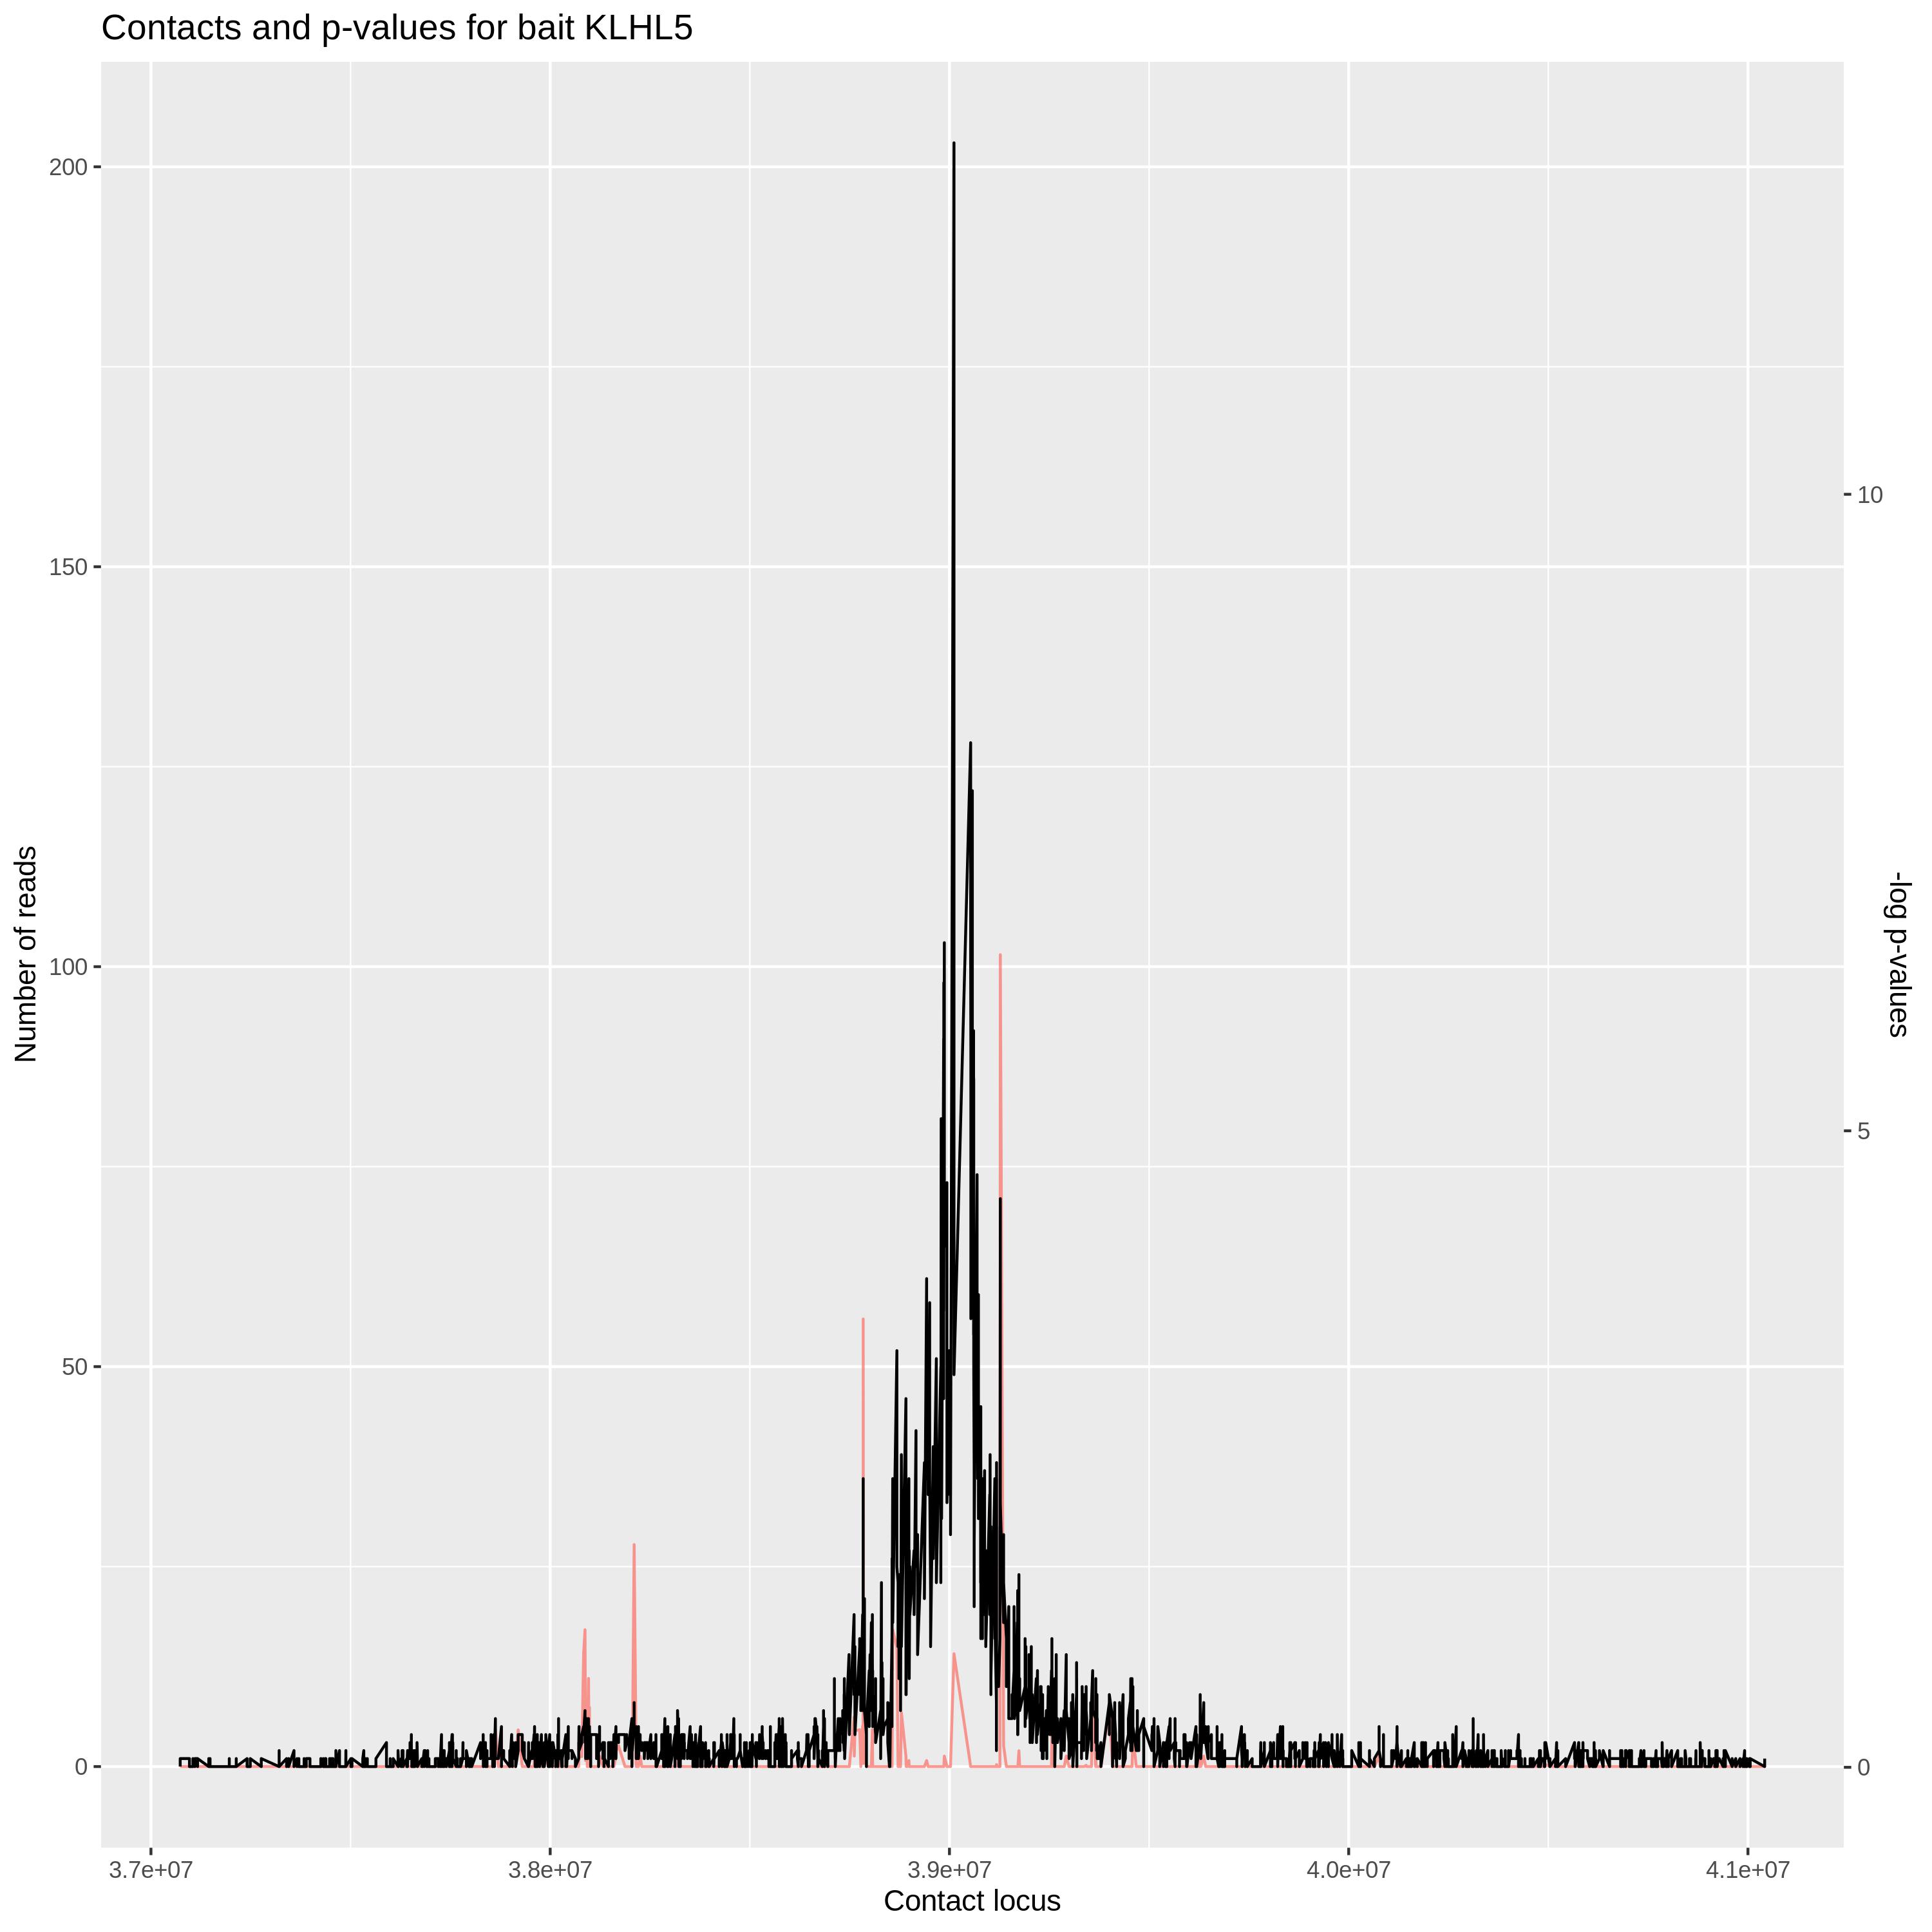 Contacts and p-values for bait KLHL5
200
150
100
50
0
Number of reads
10
5
0
-log p-values
3.7e+07
3.8e+07
3.9e+07
4.0e+07
4.1e+07
Contact locus